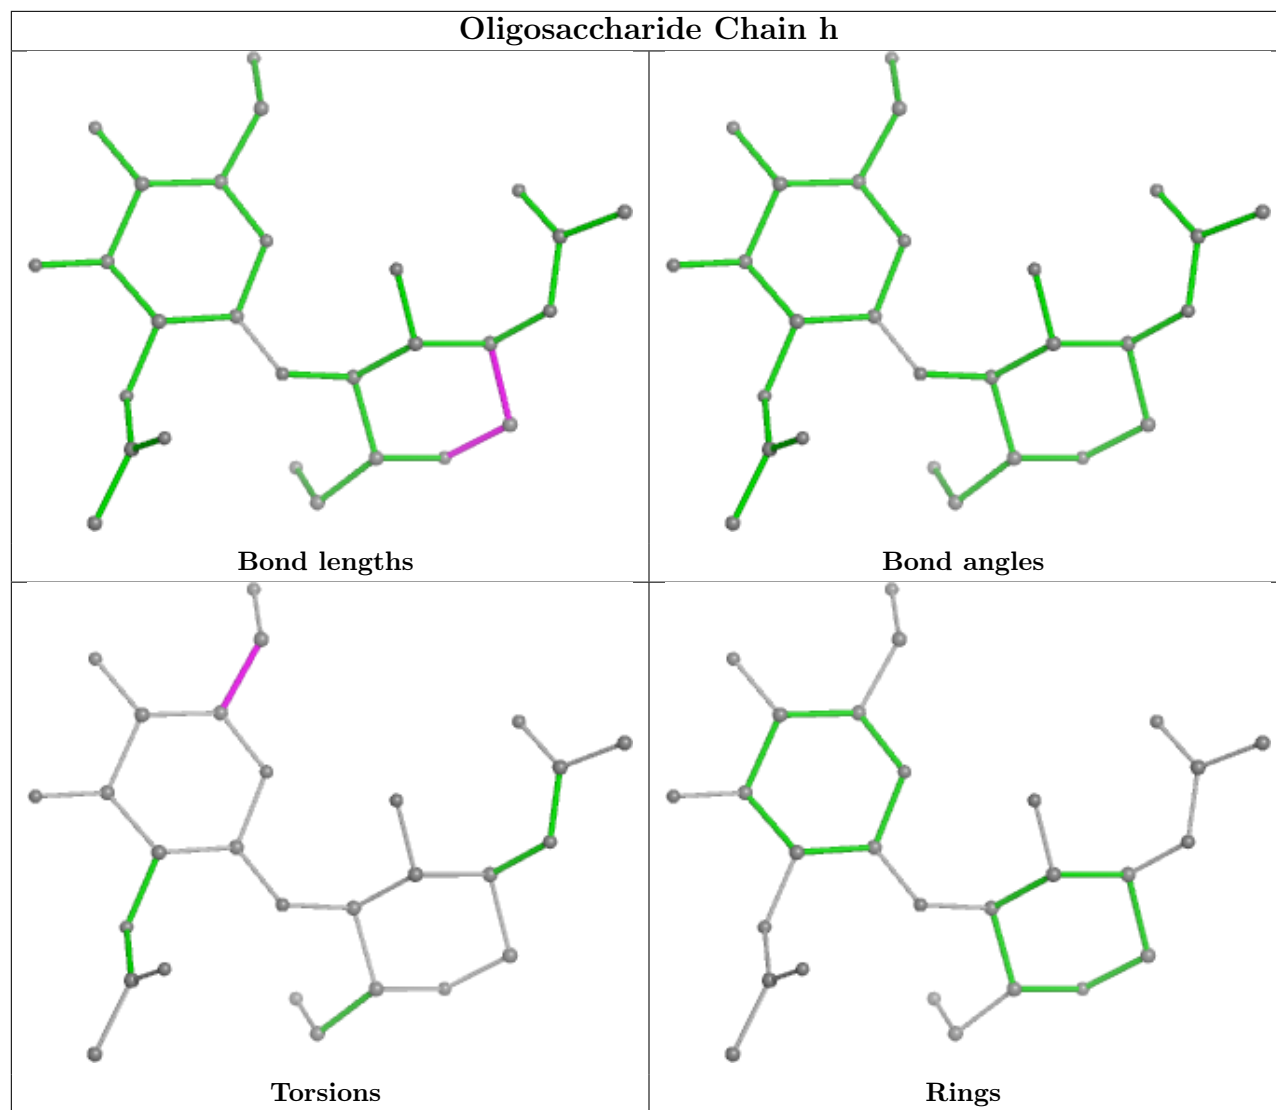 Oligosaccharide Chain h
Bond lengths
Bond angles
Torsions
Rings